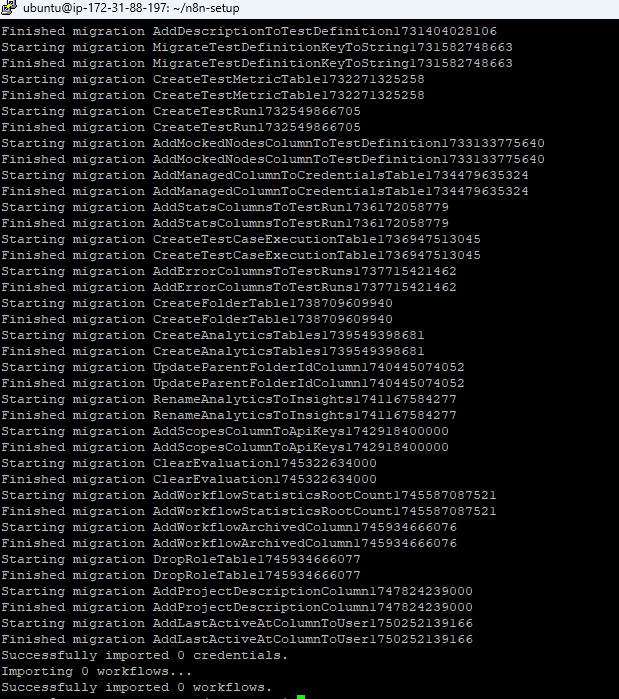 ubuntu@ip-172-31-88-197: ~/n8n-setup
Finished migration AddDescriptionToTestDefinition1731404028106
Starting migration MigrateTestDefinitionKeyToString1731582748663
Finished migration MigrateTestDefinitionKeyToString1731582748663
Starting migration CreateTestMetricTable1732271325258
Finished migration CreateTestMetricTable1732271325258
Starting migration CreateTestRun1732549866705
Finished migration CreateTestRun1732549866705
Starting migration AddMockedNodesColumnToTestDefinition1733133775640
Finished migration AddMockedNodesColumnToTestDefinition1733133775640
Starting migration AddManagedColumnToCredentialsTable1734479635324
Finished migration AddManagedColumnToCredentialsTable1734479635324
Starting migration AddStatsColumnsToTestRun1736172058779
Finished migration AddStatsColumnsToTestRun1736172058779
Starting migration CreateTestCaseExecutionTable1736947513045
Finished migration CreateTestCaseExecutionTable1736947513045
Starting migration AddErrorColumnsToTestRuns1737715421462
Finished migration AddErrorColumnsToTestRuns1737715421462
Starting migration CreateFolderTable1738709609940
Finished migration CreateFolderTable1738709609940
Starting migration CreateAnalyticsTables1739549398681
Finished migration CreateAnalyticsTables1739549398681
Starting migration UpdateParentFolderIdColumn1740445074052
Finished migration UpdateParentFolderIdColumn1740445074052
Starting migration RenameAnalyticsToInsights1741167584277
Finished migration RenameAnalyticsToInsights1741167584277
Starting migration AddScopesColumnToApiKeys1742918400000
Finished migration AddScopesColumnToApiKeys1742918400000
Starting migration ClearEvaluation1745322634000
Finished migration ClearEvaluation1745322634000
Starting migration AddWorkflowStatisticsRootCount1745587087521
Finished migration AddWorkflowStatisticsRootCount1745587087521
Starting migration AddWorkflowArchivedColumn1745934666076
Finished migration AddWorkflowArchivedColumn1745934666076
Starting migration DropRoleTable1745934666077
Finished migration DropRoleTable1745934666077
Starting migration AddProjectDescriptionColumn1747824239000
Finished migration AddProjectDescriptionColumn1747824239000
Starting migration AddLastActiveAtColumnToUser1750252139166
Finished migration AddLastActiveAtColumnToUser1750252139166
Successfully imported 0 credentials.
Importing 0 workflows...
Successfully imported 0 workflows.